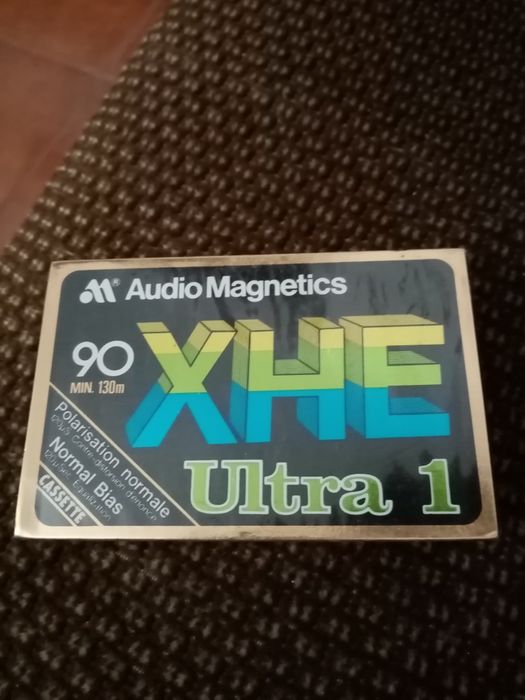 Audio Magnetics
90
MIN. 130m
XHE
Ultra 1
Polarisation normale
Normal Bias
CASSETTE